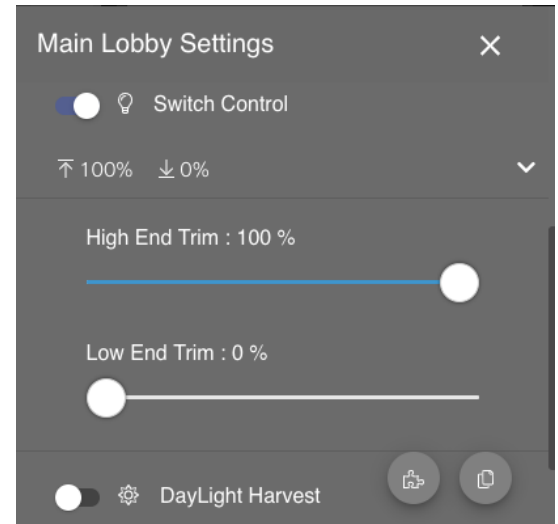 Main Lobby Settings
Switch Control
100% 0%
High End Trim : 100 %
Low End Trim : 0 %
DayLight Harvest